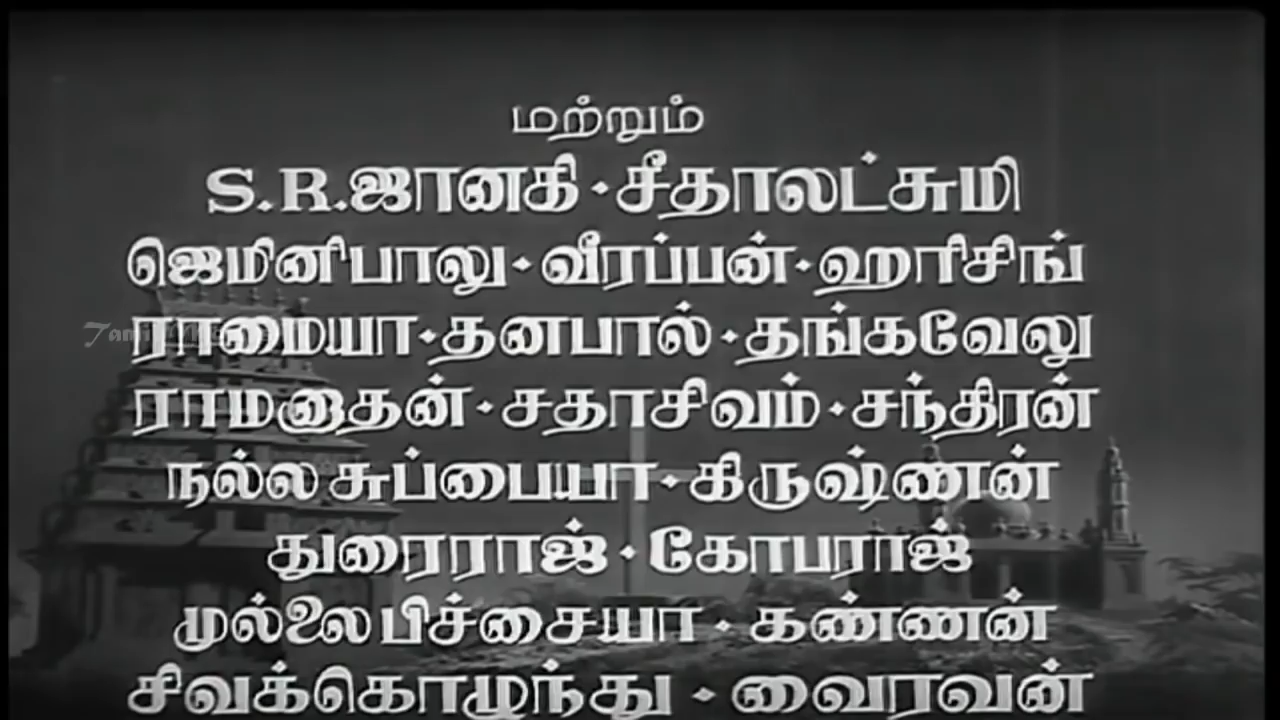 மற்றும்
S.R.ஜானகி · சீதாலட்சுமி
ஜெமினிபாலு · வீரப்பன் · ஹரிசிங்
ராமையா · தனபால் · தங்கவேலு
ராமனாதன் · சதாசிவம் · சந்திரன்
நல்லசுப்பையா · கிருஷ்ணன்
துரைராஜ் · கோபராஜ்
முல்லைபிச்சையா · கண்ணன்
சிவக்கொழுந்து · வைரவன்